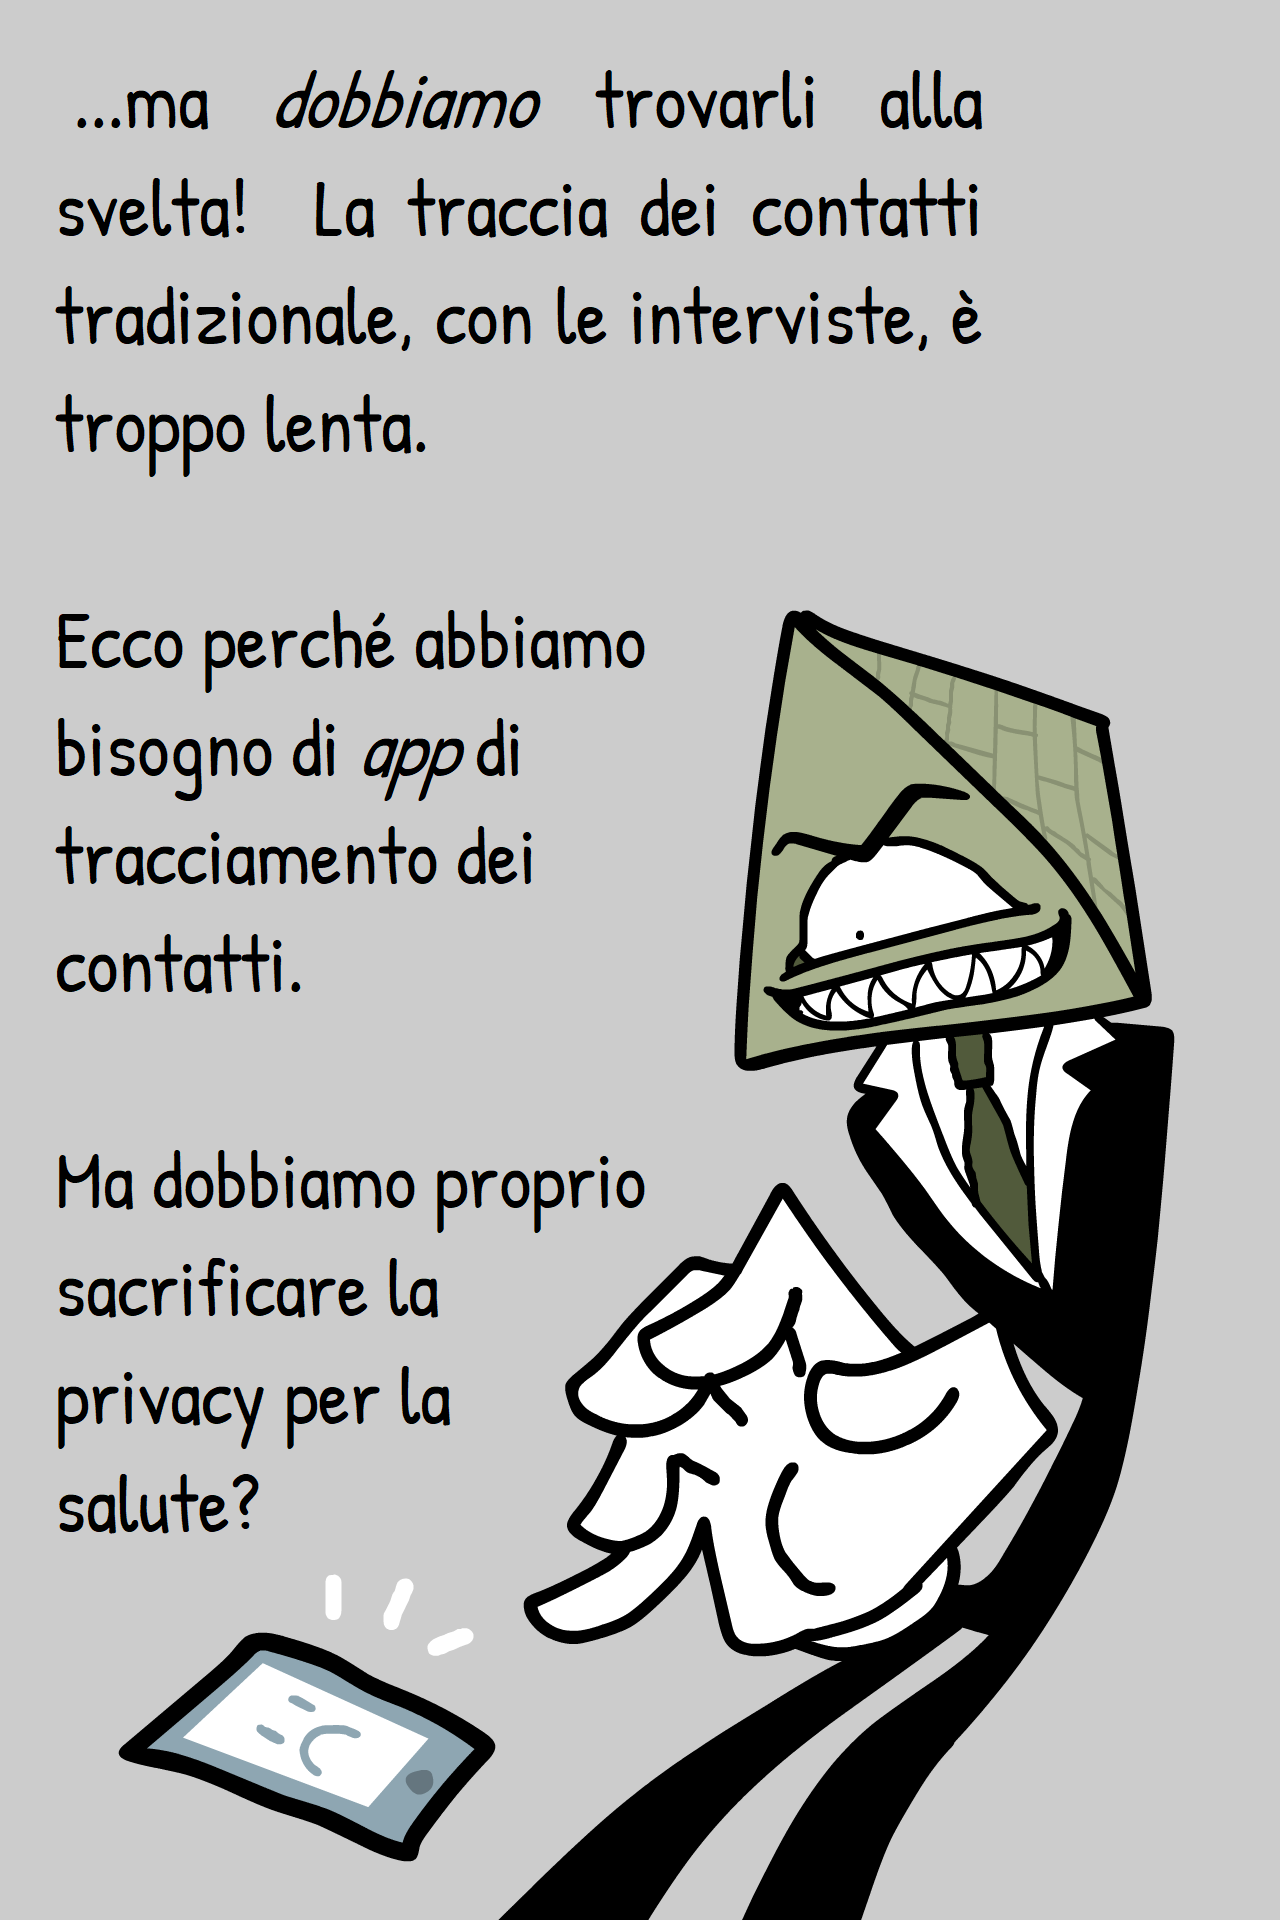 ...ma dobbiamo trovarli alla
svelta! La traccia dei contatti
tradizionale, con le interviste, è
troppo lenta.
Ecco perché abbiamo
bisogno di app di
tracciamento dei
contatti.
Ma dobbiamo proprio
sacrificare la
privacy per la
salute?